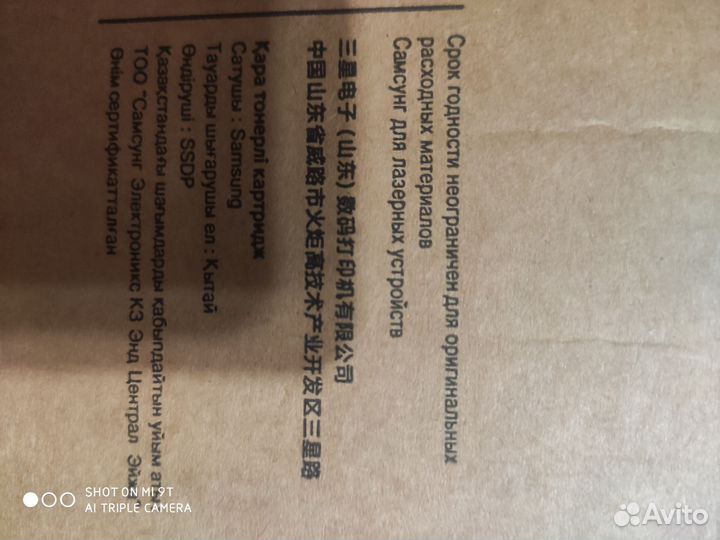 Срок годности неограничен для оригинальных
расходных материалов
Самсунг для лазерных устройств
三星电子（山东）数码打印机有限公司
中国山东省威海市火炬高技术产业开发区三星路
Қара тонерлі картридж
Сатушы : Samsung
Тауарды шығарушы ел : Қытай
Өндіруші : SSDP
Қазақстандағы шағымдарды қабылдайтын ұйым аты
ТОО "Самсунг Электроникс КЗ Энд Централ Эйжа"
Өнім сертификатталған
SHOT ON MI 9T
AI TRIPLE CAMERA
Avito